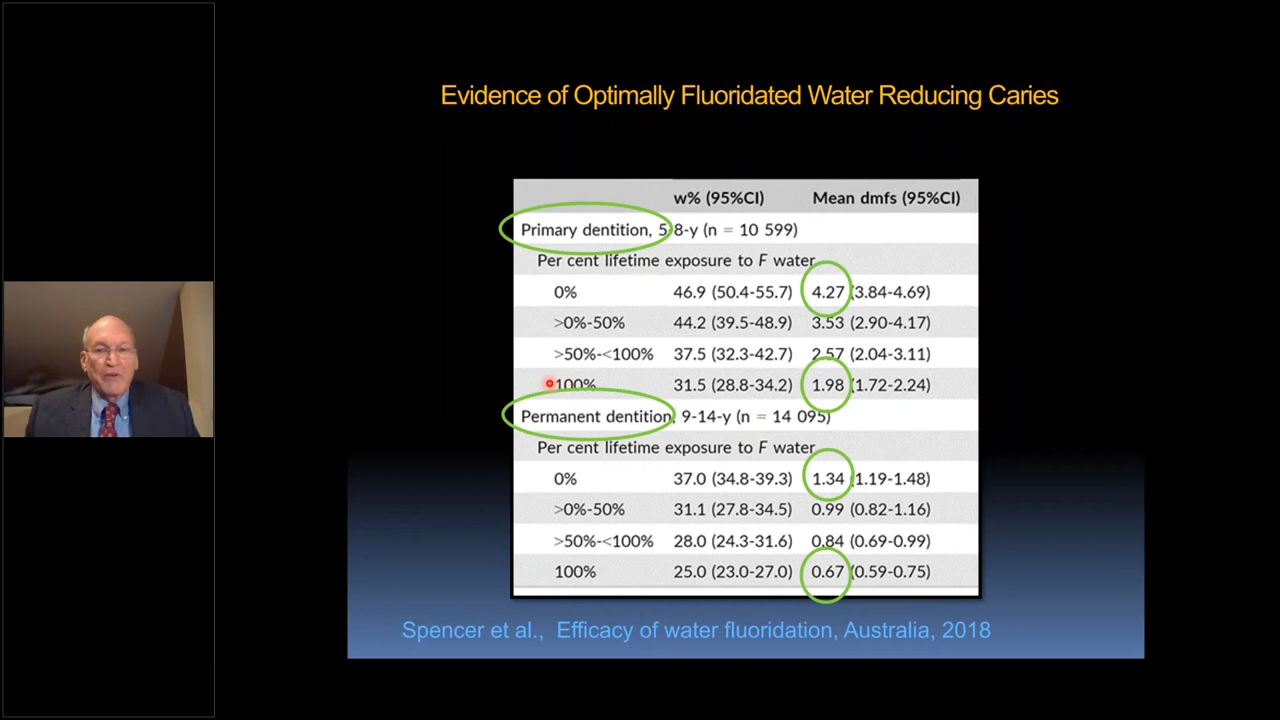 Evidence of Optimally Fluoridated Water Reducing Caries
w% (95%CI) Mean dmfs (95%CI)
Primary dentition, 5-8-y (n = 10 599)
Per cent lifetime exposure to F water
0% 46.9 (50.4-55.7) 4.27 (3.84-4.69)
>0%-50% 44.2 (39.5-48.9) 3.53 (2.90-4.17)
>50%-<100% 37.5 (32.3-42.7) 2.57 (2.04-3.11)
100% 31.5 (28.8-34.2) 1.98 (1.72-2.24)
Permanent dentition, 9-14-y (n = 14 095)
Per cent lifetime exposure to F water
0% 37.0 (34.8-39.3) 1.34 (1.19-1.48)
>0%-50% 31.1 (27.8-34.5) 0.99 (0.82-1.16)
>50%-<100% 28.0 (24.3-31.6) 0.84 (0.69-0.99)
100% 25.0 (23.0-27.0) 0.67 (0.59-0.75)
Spencer et al., Efficacy of water fluoridation, Australia, 2018